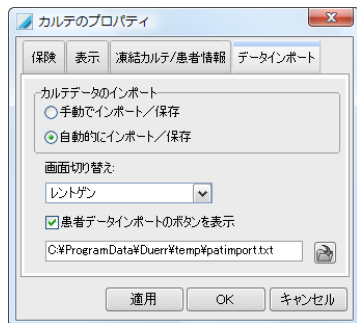 カルテのプロパティ
保険 表示 凍結カルテ/患者情報 データインポート
カルテデータのインポート
手動でインポート／保存
自動的にインポート／保存
画面切り替え:
レントゲン
患者データインポートのボタンを表示
C:¥ProgramData¥Duerr¥temp¥patimport.txt
適用 OK キャンセル